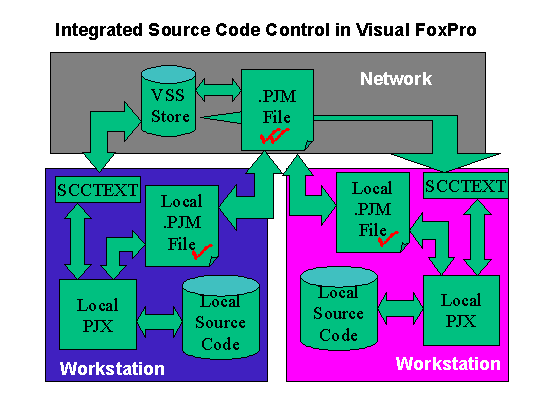 Integrated Source Code Control in Visual FoxPro
Network
VSS
Store
.PJM
File
SCCTEXT
Local
.PJM
File
Local
PJX
Local
Source
Code
Workstation
SCCTEXT
Local
.PJM
File
Local
Source
Code
Local
PJX
Workstation